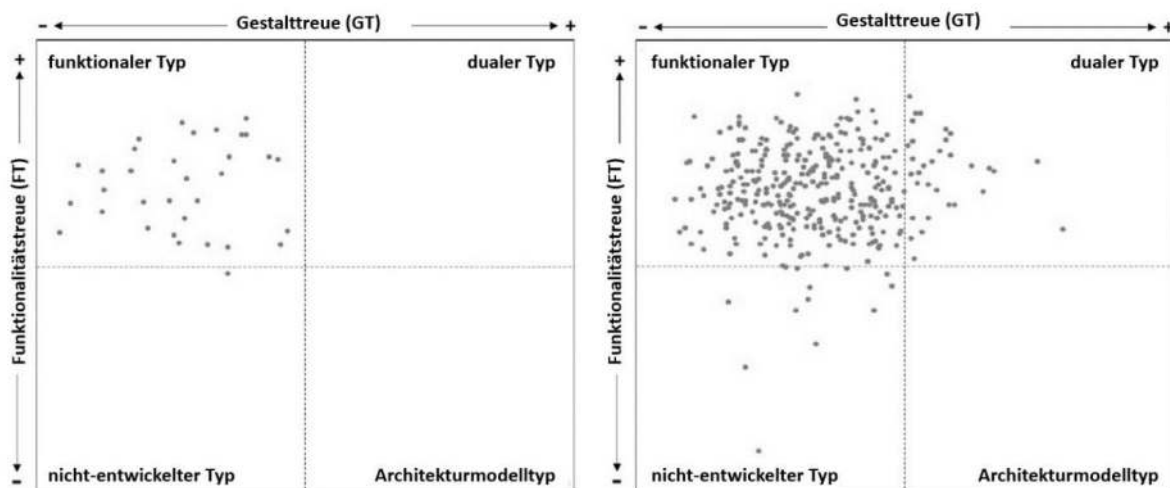 - Gestalttreue (GT) +
+
Funktionalitätstreue (FT)
-
funktionaler Typ
dualer Typ
nicht-entwickelter Typ
Architekturmodelltyp
- Gestalttreue (GT) +
+
Funktionalitätstreue (FT)
-
funktionaler Typ
dualer Typ
nicht-entwickelter Typ
Architekturmodelltyp